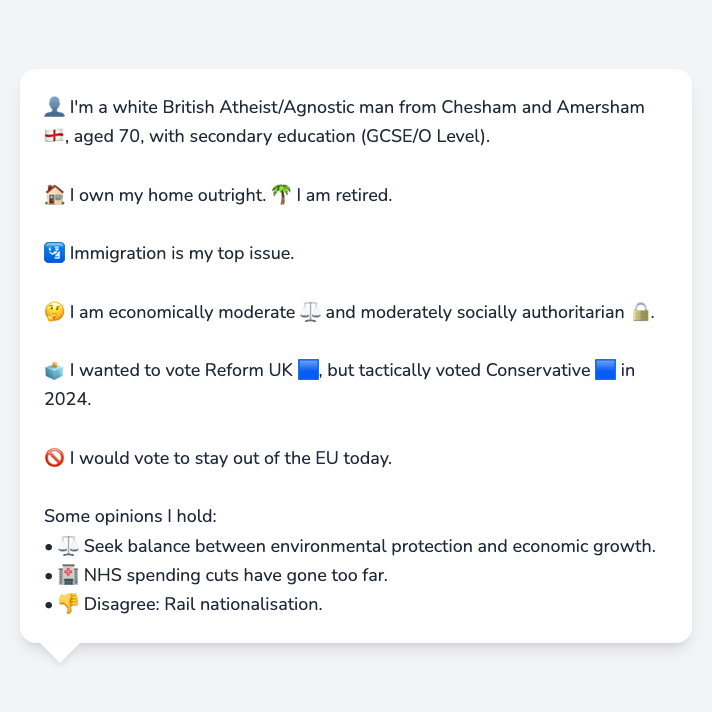 👤 I'm a white British Atheist/Agnostic man from Chesham and Amersham
🏴󠁧󠁢󠁥󠁮󠁧󠁿, aged 70, with secondary education (GCSE/O Level).
🏠 I own my home outright. 🌴 I am retired.
🛂 Immigration is my top issue.
🤔 I am economically moderate ⚖️ and moderately socially authoritarian 🔒.
🗳️ I wanted to vote Reform UK 🟦, but tactically voted Conservative 🟦 in
2024.
🚫 I would vote to stay out of the EU today.
Some opinions I hold:
• ⚖️ Seek balance between environmental protection and economic growth.
• 🏥 NHS spending cuts have gone too far.
• 👎 Disagree: Rail nationalisation.